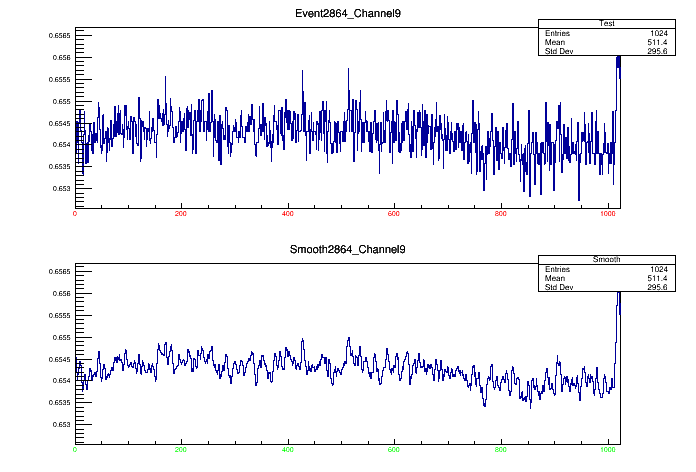 Event2864_Channel9
Test
Entries 1024
Mean 511.4
Std Dev 295.6
0.6565
0.656
0.6555
0.655
0.6545
0.654
0.6535
0.653
0 200 400 600 800 1000
Smooth2864_Channel9
Smooth
Entries 1024
Mean 511.4
Std Dev 295.6
0.6565
0.656
0.6555
0.655
0.6545
0.654
0.6535
0.653
0 200 400 600 800 1000